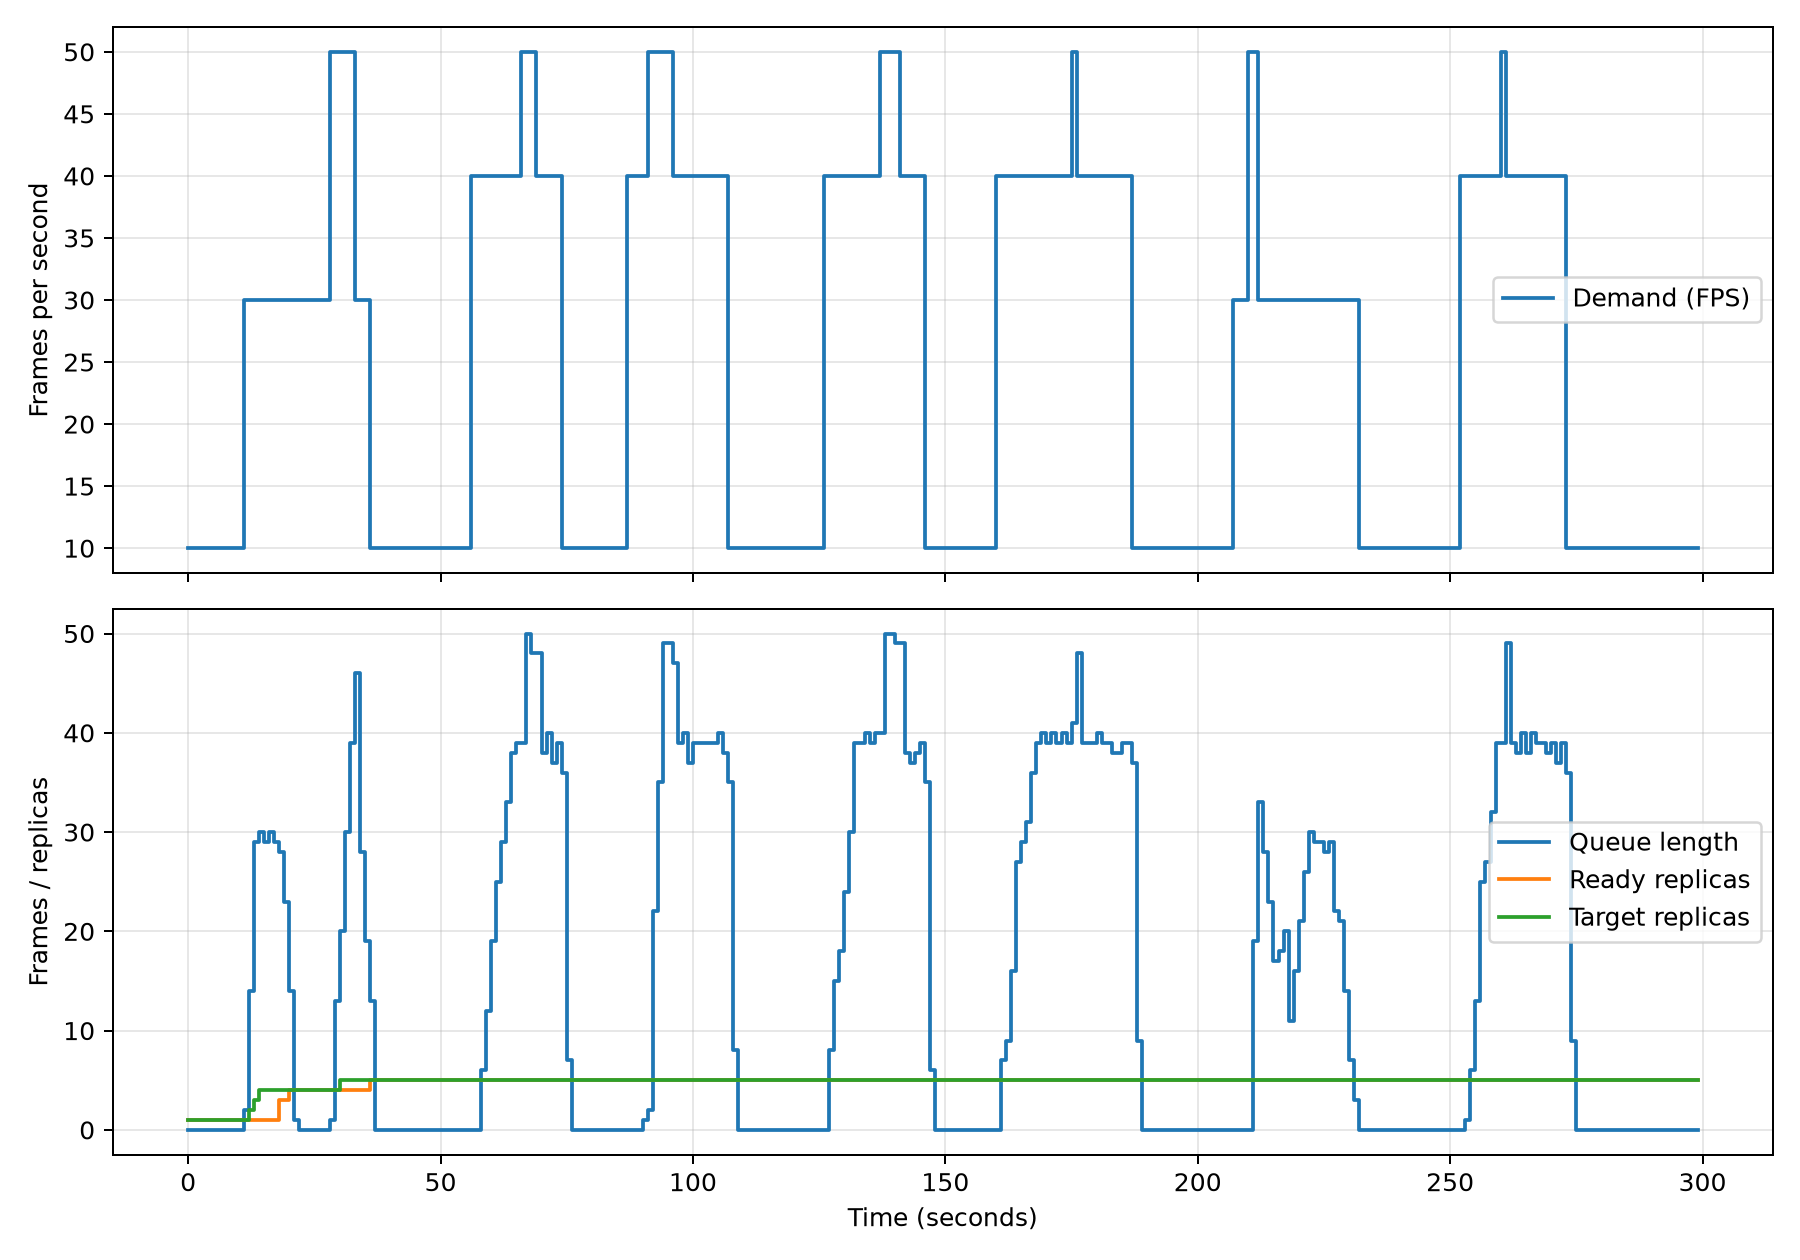 50
45
40
35
30
25
20
15
10
Frames per second
Demand (FPS)
50
40
30
20
10
0
Frames / replicas
Queue length
Ready replicas
Target replicas
0 50 100 150 200 250 300
Time (seconds)